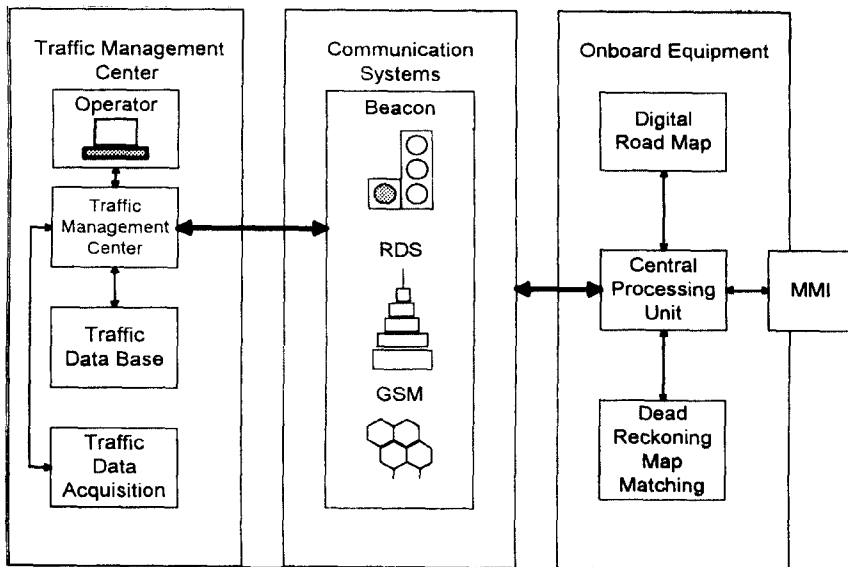 Traffic Management
Center
Operator
Traffic
Management
Center
Traffic
Data Base
Traffic
Data
Acquisition
Communication
Systems
Beacon
RDS
GSM
Onboard Equipment
Digital
Road Map
Central
Processing
Unit
MMI
Dead
Reckoning
Map
Matching